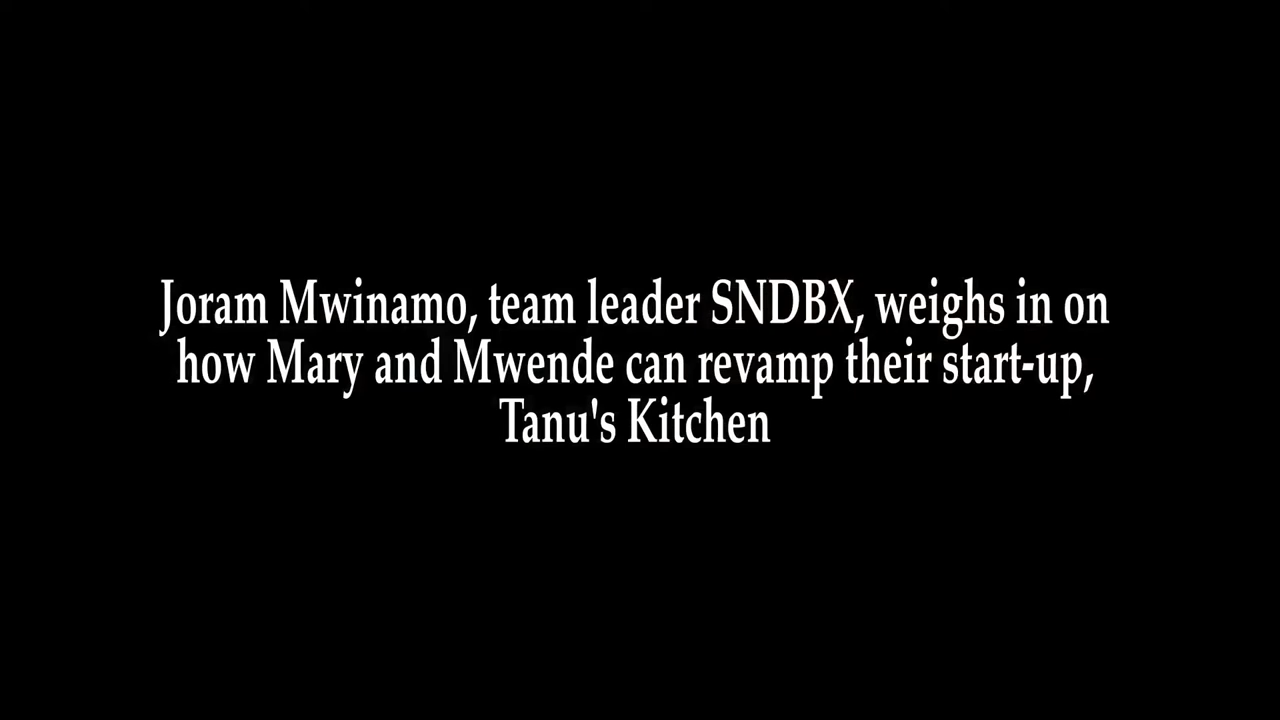 Joram Mwinamo, team leader SNDBX, weighs in on
how Mary and Mwende can revamp their start-up,
Tanu's Kitchen